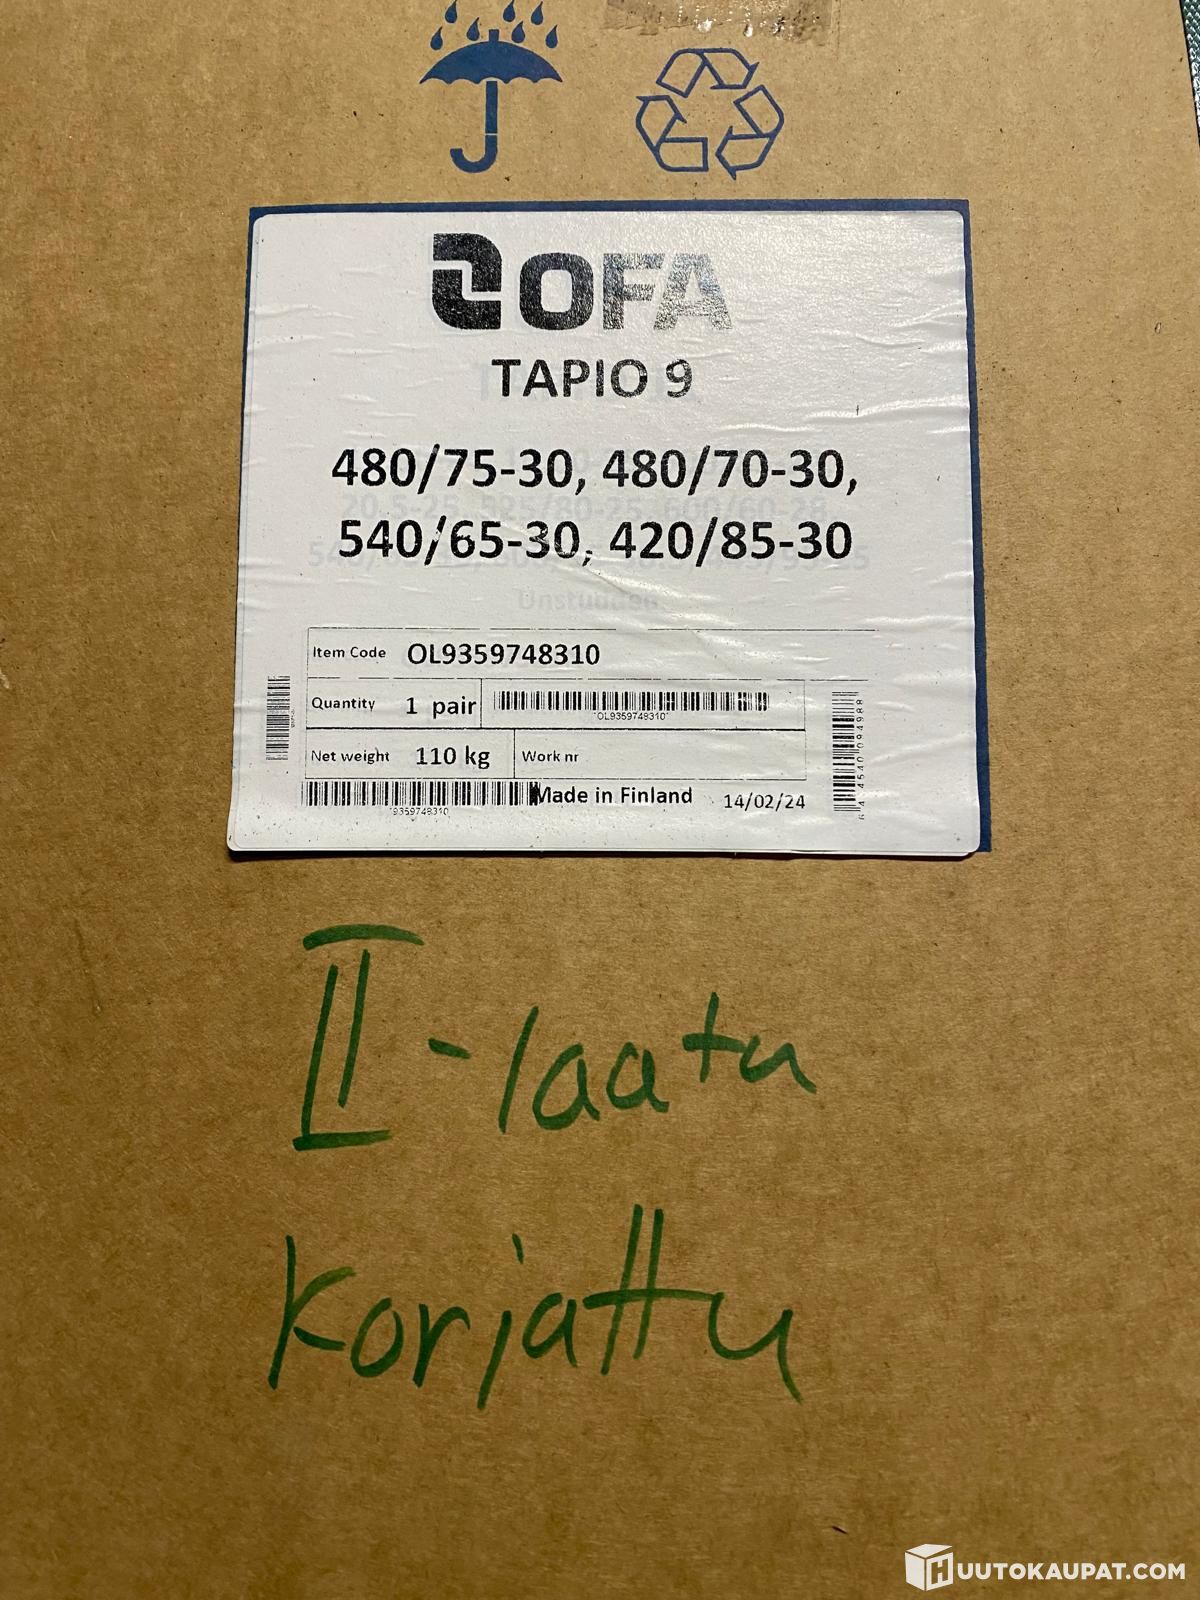 OFA
TAPIO 9
480/75-30, 480/70-30,
540/65-30, 420/85-30
Item Code OL9359748310
Quantity 1 pair
*OL9359748310*
Net weight 110 kg Work nr
Made in Finland 14/02/24
9359748310
II-laatu
korjattu
HUUTOKAUPAT.COM